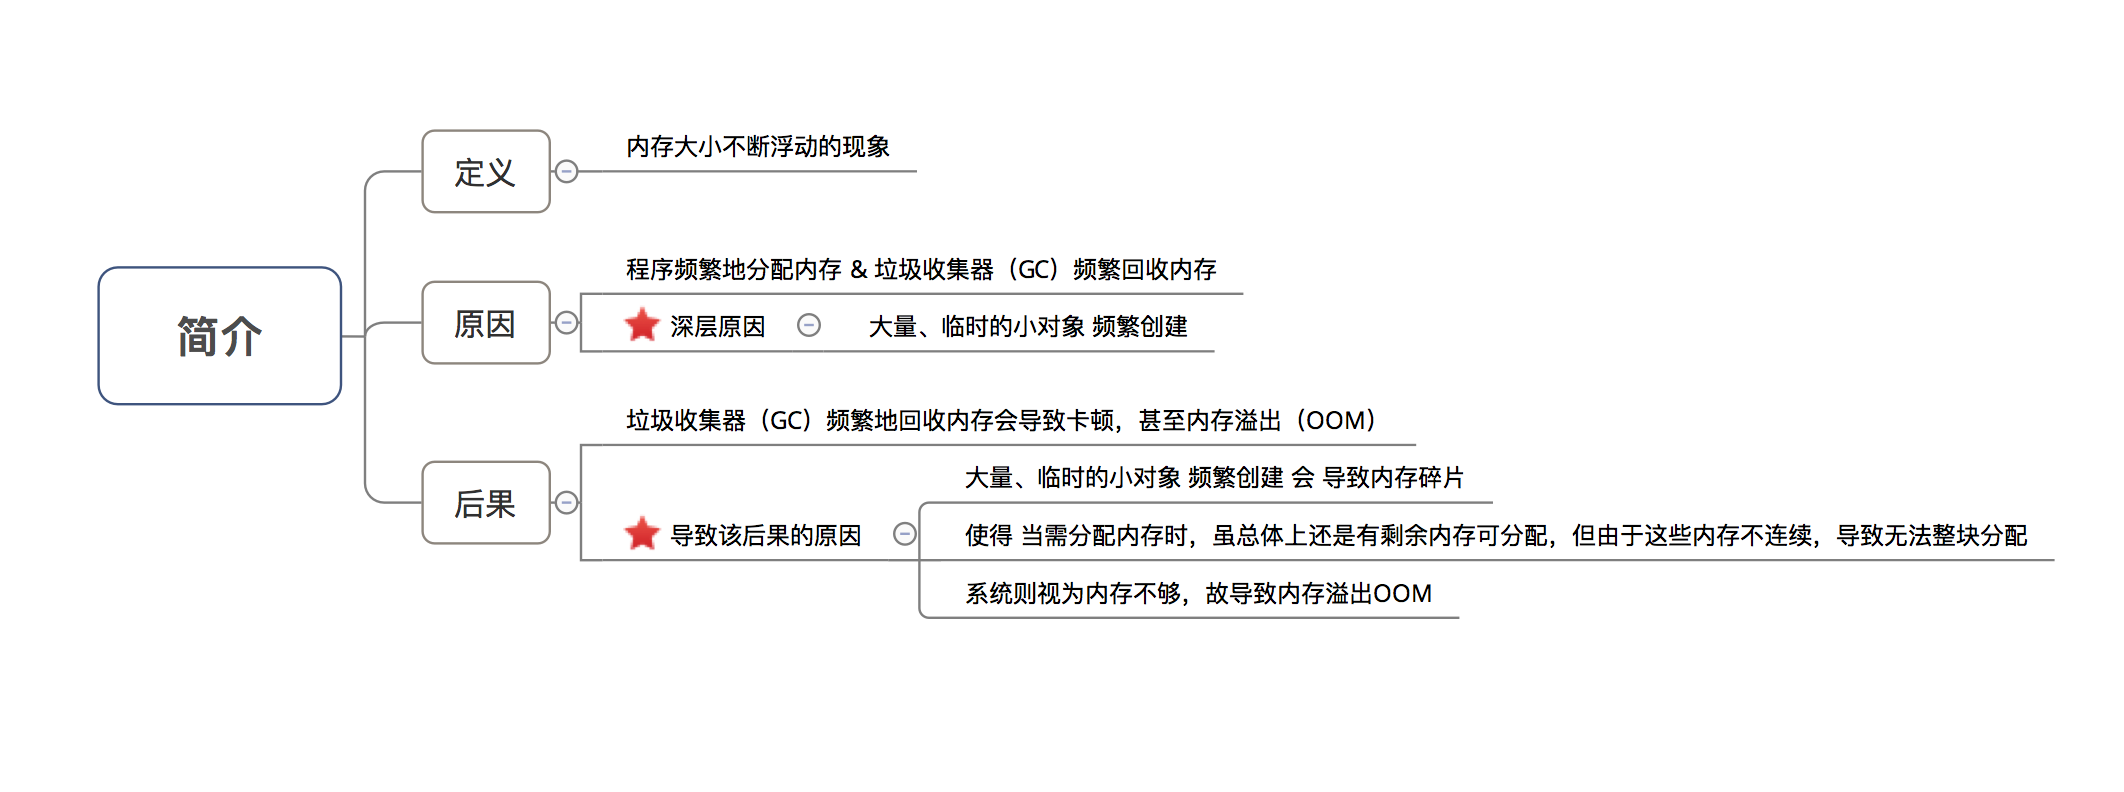 简介
定义
内存大小不断浮动的现象
原因
程序频繁地分配内存 & 垃圾收集器（GC）频繁回收内存
深层原因
大量、临时的小对象 频繁创建
后果
垃圾收集器（GC）频繁地回收内存会导致卡顿，甚至内存溢出（OOM）
导致该后果的原因
大量、临时的小对象 频繁创建 会 导致内存碎片
使得 当需分配内存时，虽总体上还是有剩余内存可分配，但由于这些内存不连续，导致无法整块分配
系统则视为内存不够，故导致内存溢出OOM